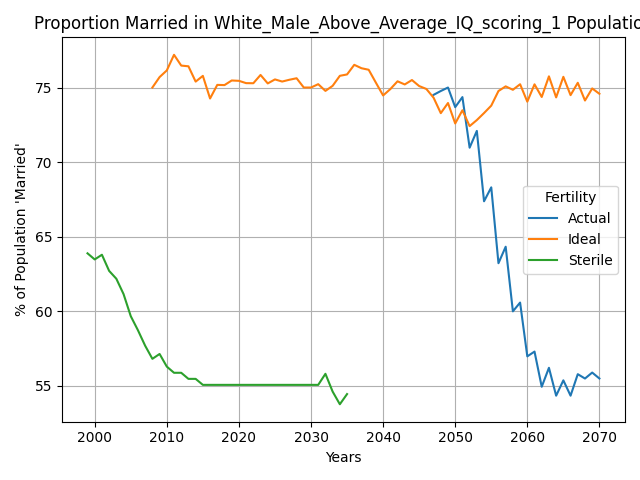 Proportion Married in White_Male_Above_Average_IQ_scoring_1 Populatio
% of Population 'Married'
75
70
65
60
55
Fertility
Actual
Ideal
Sterile
2000 2010 2020 2030 2040 2050 2060 2070
Years